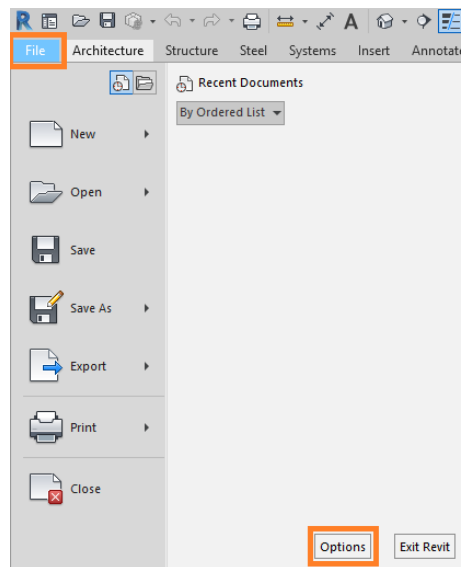 R A
File Architecture Structure Steel Systems Insert Annotat
Recent Documents
By Ordered List
New
Open
Save
Save As
Export
Print
Close
Options Exit Revit